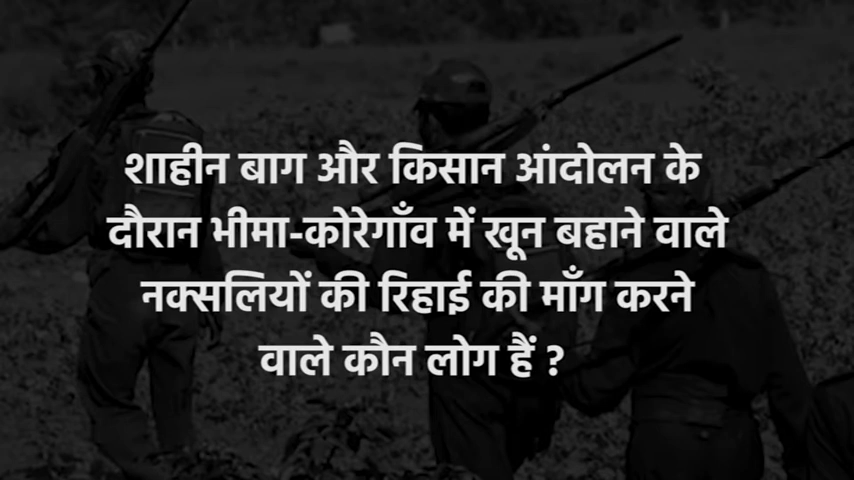 शाहीन बाग और किसान आंदोलन के
दौरान भीमा-कोरेगाँव में खून बहाने वाले
नक्सलियों की रिहाई की माँग करने
वाले कौन लोग हैं ?